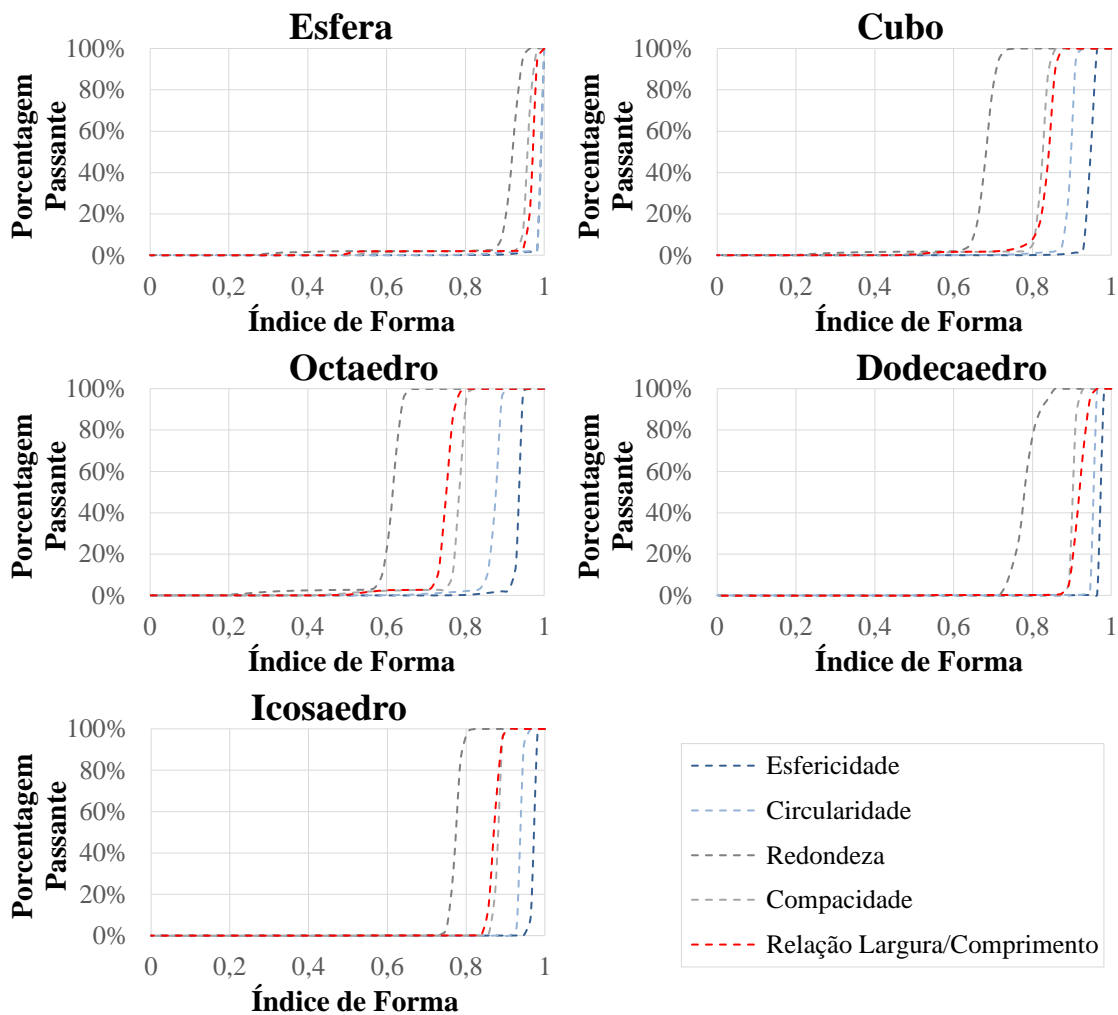 Esfera
100%
80%
60%
40%
20%
0%
0 0,2 0,4 0,6 0,8 1
Porcentagem
Passante
Índice de Forma
Cubo
100%
80%
60%
40%
20%
0%
0 0,2 0,4 0,6 0,8 1
Porcentagem
Passante
Índice de Forma
Octaedro
100%
80%
60%
40%
20%
0%
0 0,2 0,4 0,6 0,8 1
Porcentagem
Passante
Índice de Forma
Dodecaedro
100%
80%
60%
40%
20%
0%
0 0,2 0,4 0,6 0,8 1
Porcentagem
Passante
Índice de Forma
Icosaedro
100%
80%
60%
40%
20%
0%
0 0,2 0,4 0,6 0,8 1
Porcentagem
Passante
Índice de Forma
Esfericidade
Circularidade
Redondeza
Compacidade
Relação Largura/Comprimento